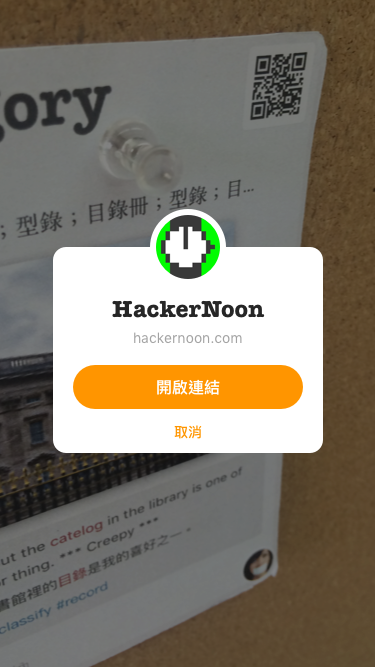 gory
; 型錄 ; 目錄冊 ; 型錄 ; 目...
HackerNoon
hackernoon.com
開啟連結
取消
ut the catelog in the library is one of
r thing. *** Creepy ***
書館裡的目錄是我的喜好之一。
classify #record